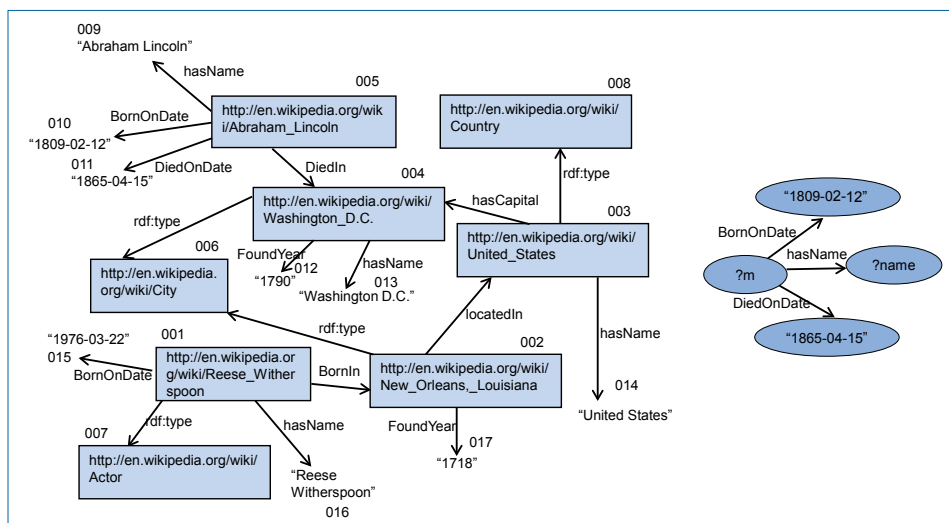 009
“Abraham Lincoln”
hasName
005
http://en.wikipedia.org/wik
i/Abraham_Lincoln
BornOnDate
010
“1809-02-12”
DiedOnDate
011
“1865-04-15”
DiedIn
008
http://en.wikipedia.org/wiki/
Country
rdf:type
004
http://en.wikipedia.org/wiki/
Washington_D.C.
hasCapital
003
http://en.wikipedia.org/wiki/
United_States
rdf:type
006
http://en.wikipedia.
org/wiki/City
FoundYear
012
“1790”
hasName
013
“Washington D.C.”
locatedIn
hasName
rdf:type
“1976-03-22”
015
BornOnDate
001
http://en.wikipedia.or
g/wiki/Reese_Wither
spoon
BornIn
002
http://en.wikipedia.org/wiki/
New_Orleans,_Louisiana
014
“United States”
rdf:type
hasName
FoundYear
017
“1718”
007
http://en.wikipedia.org/wiki/
Actor
“Reese
Witherspoon”
016
“1809-02-12”
BornOnDate
?m
hasName
?name
DiedOnDate
“1865-04-15”